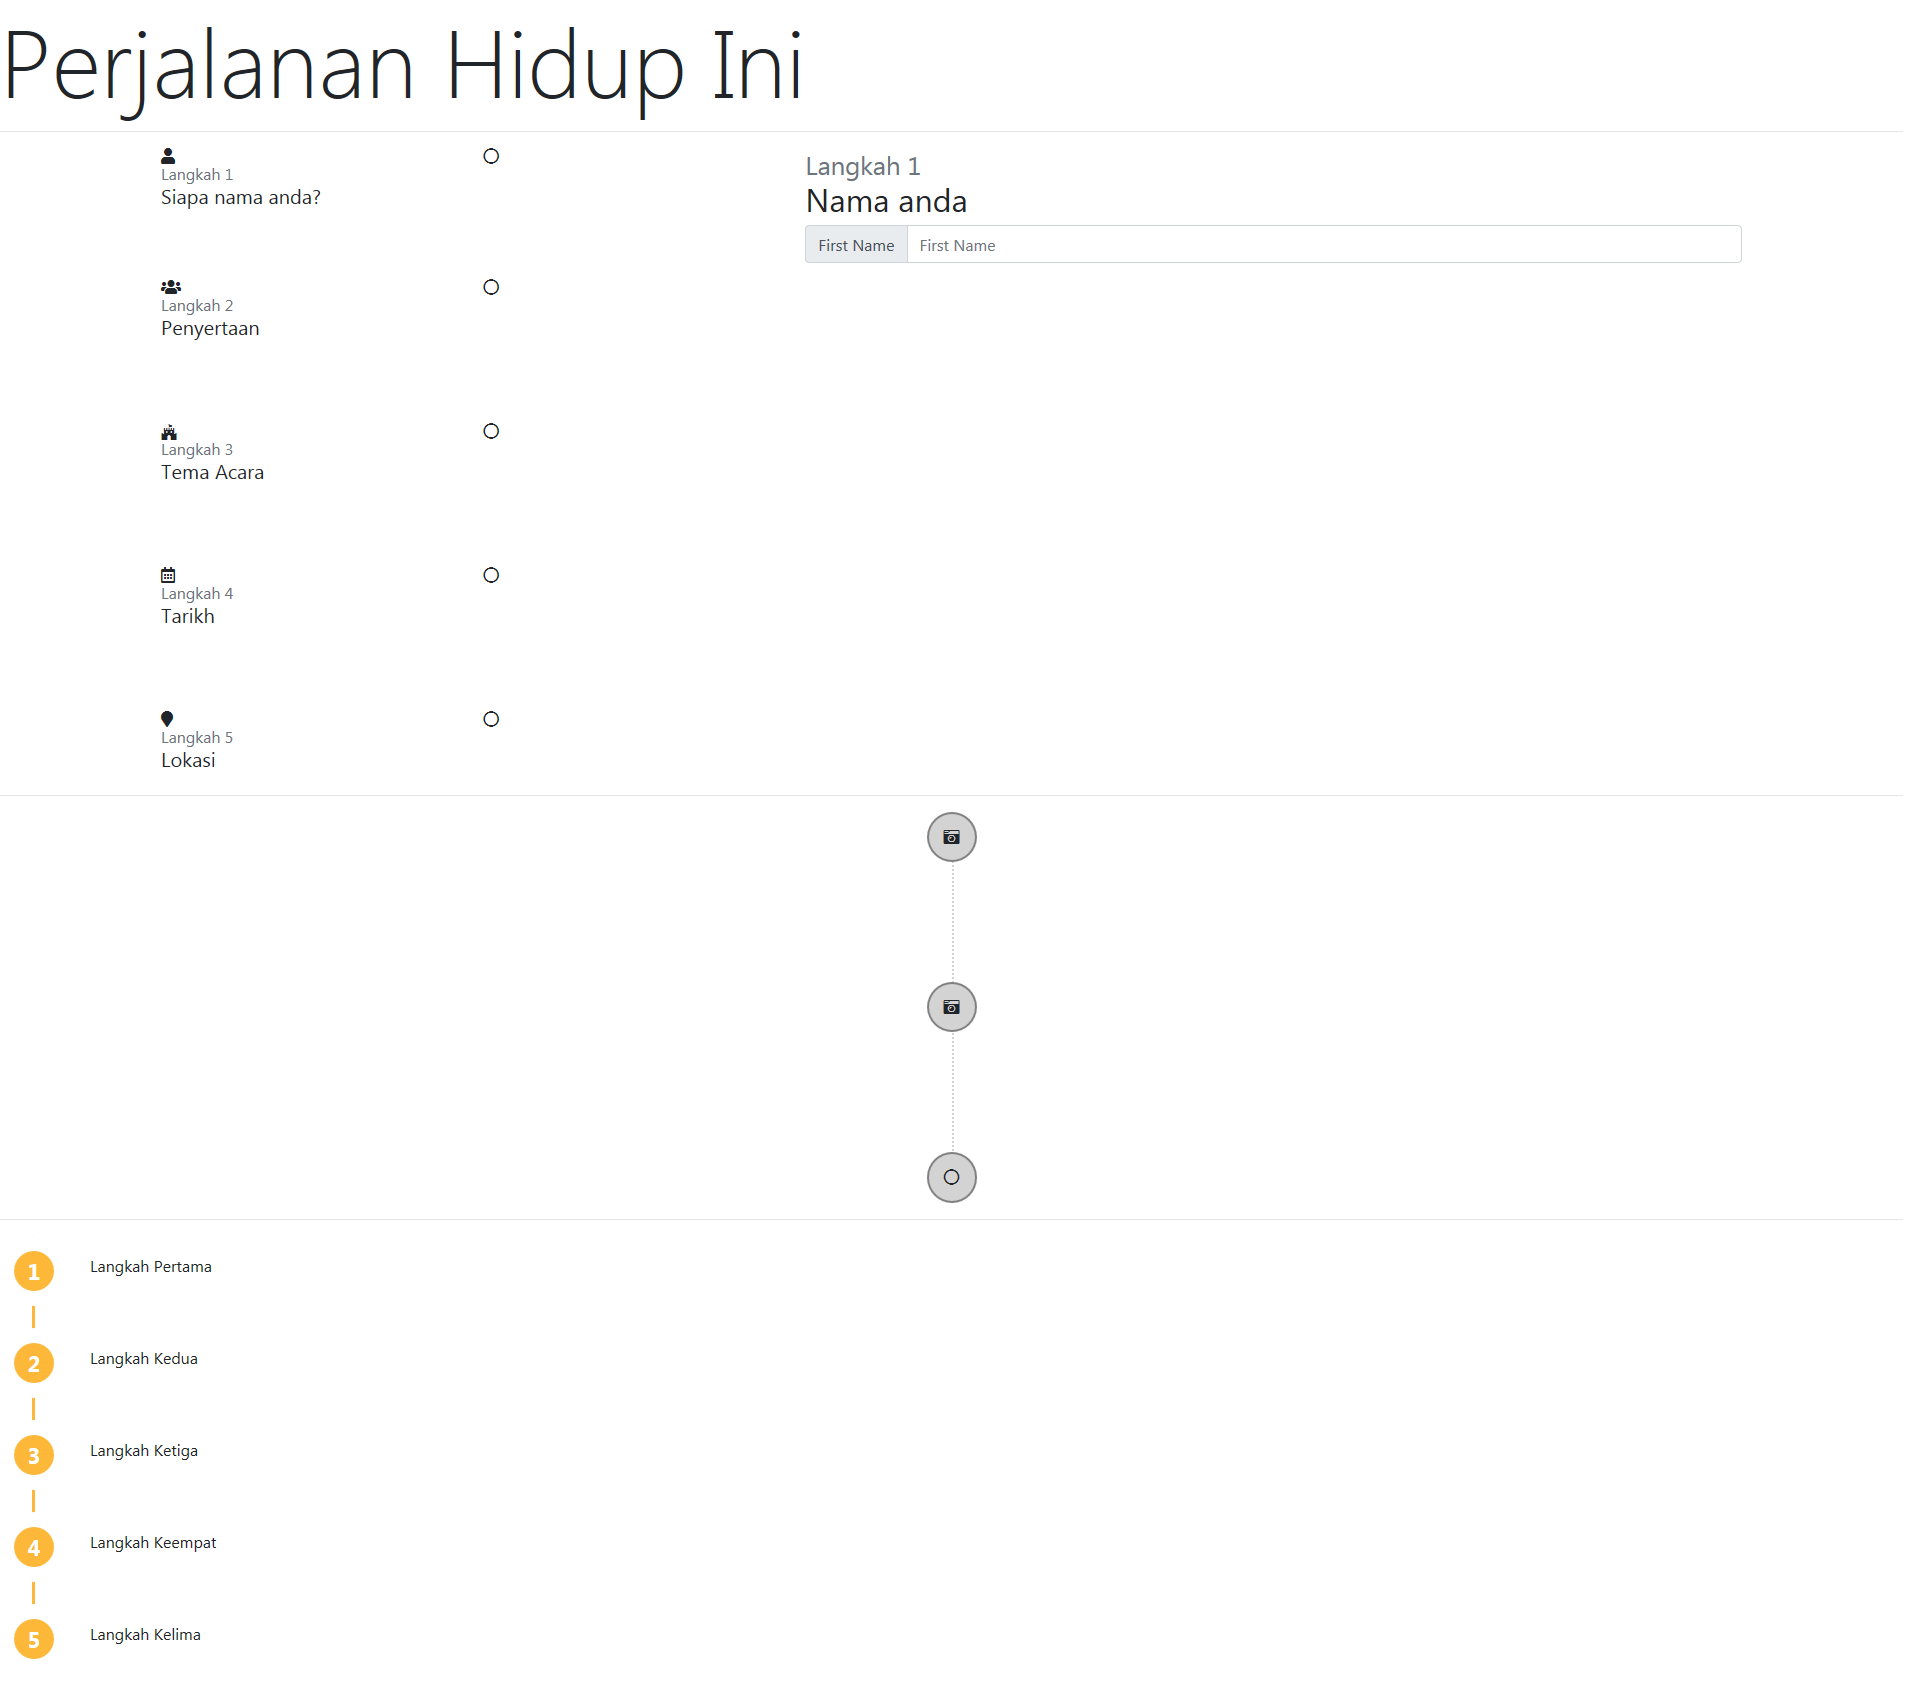 Perjalanan Hidup Ini
Langkah 1
Siapa nama anda?
Langkah 2
Penyertaan
Langkah 3
Tema Acara
Langkah 4
Tarikh
Langkah 5
Lokasi
Langkah 1
Nama anda
First Name First Name
1 Langkah Pertama
2 Langkah Kedua
3 Langkah Ketiga
4 Langkah Keempat
5 Langkah Kelima